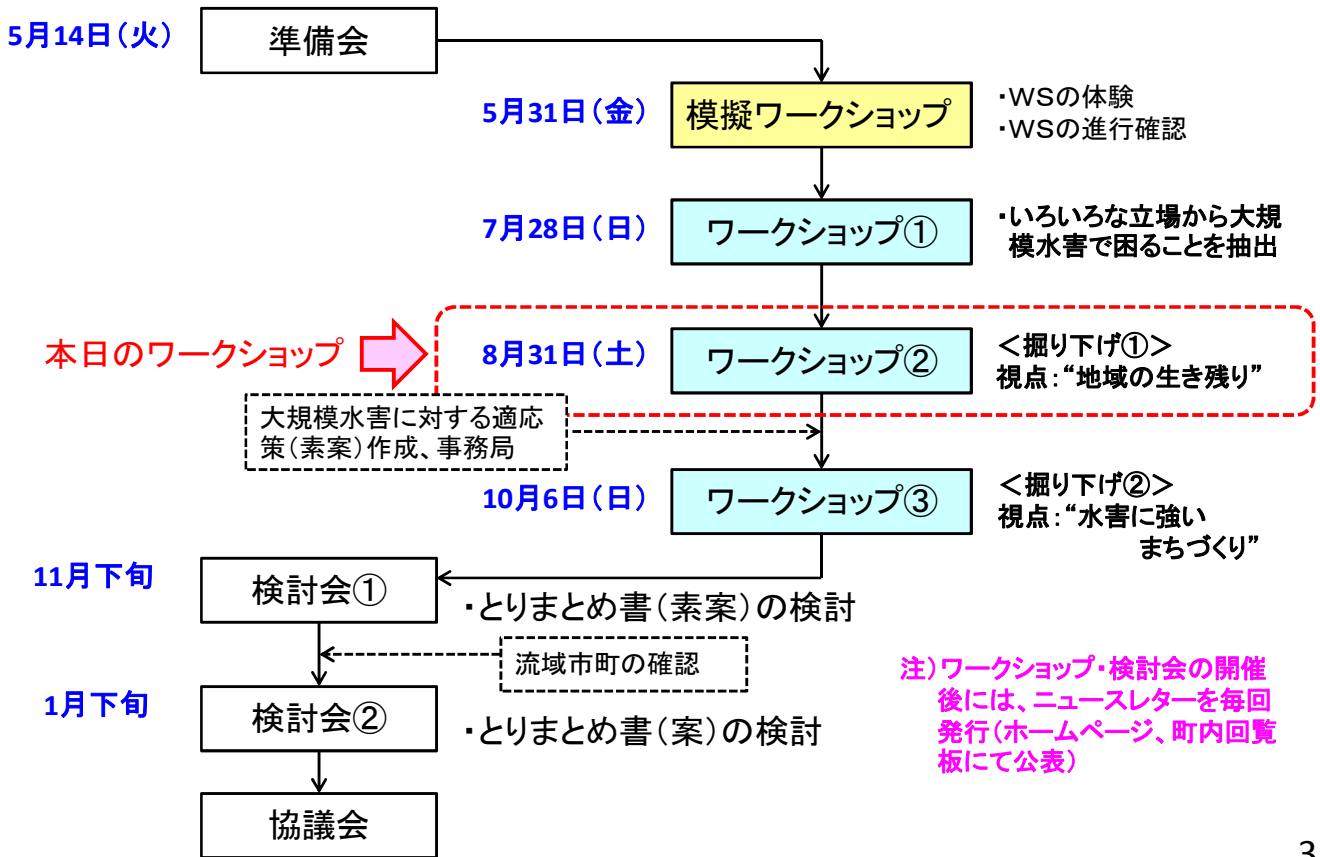 5月14日（火）
準備会
5月31日（金）
模擬ワークショップ
・WSの体験
・WSの進行確認
7月28日（日）
ワークショップ①
・いろいろな立場から大規
模水害で困ることを抽出
本日のワークショップ
8月31日（土）
ワークショップ②
＜掘り下げ①＞
視点：“地域の生き残り”
大規模水害に対する適応
策（素案）作成、事務局
10月6日（日）
ワークショップ③
＜掘り下げ②＞
視点：“水害に強い
まちづくり”
11月下旬
検討会①
・とりまとめ書（素案）の検討
流域市町の確認
1月下旬
検討会②
・とりまとめ書（案）の検討
注）ワークショップ・検討会の開催
後には、ニュースレターを毎回
発行（ホームページ、町内回覧
板にて公表）
協議会
3